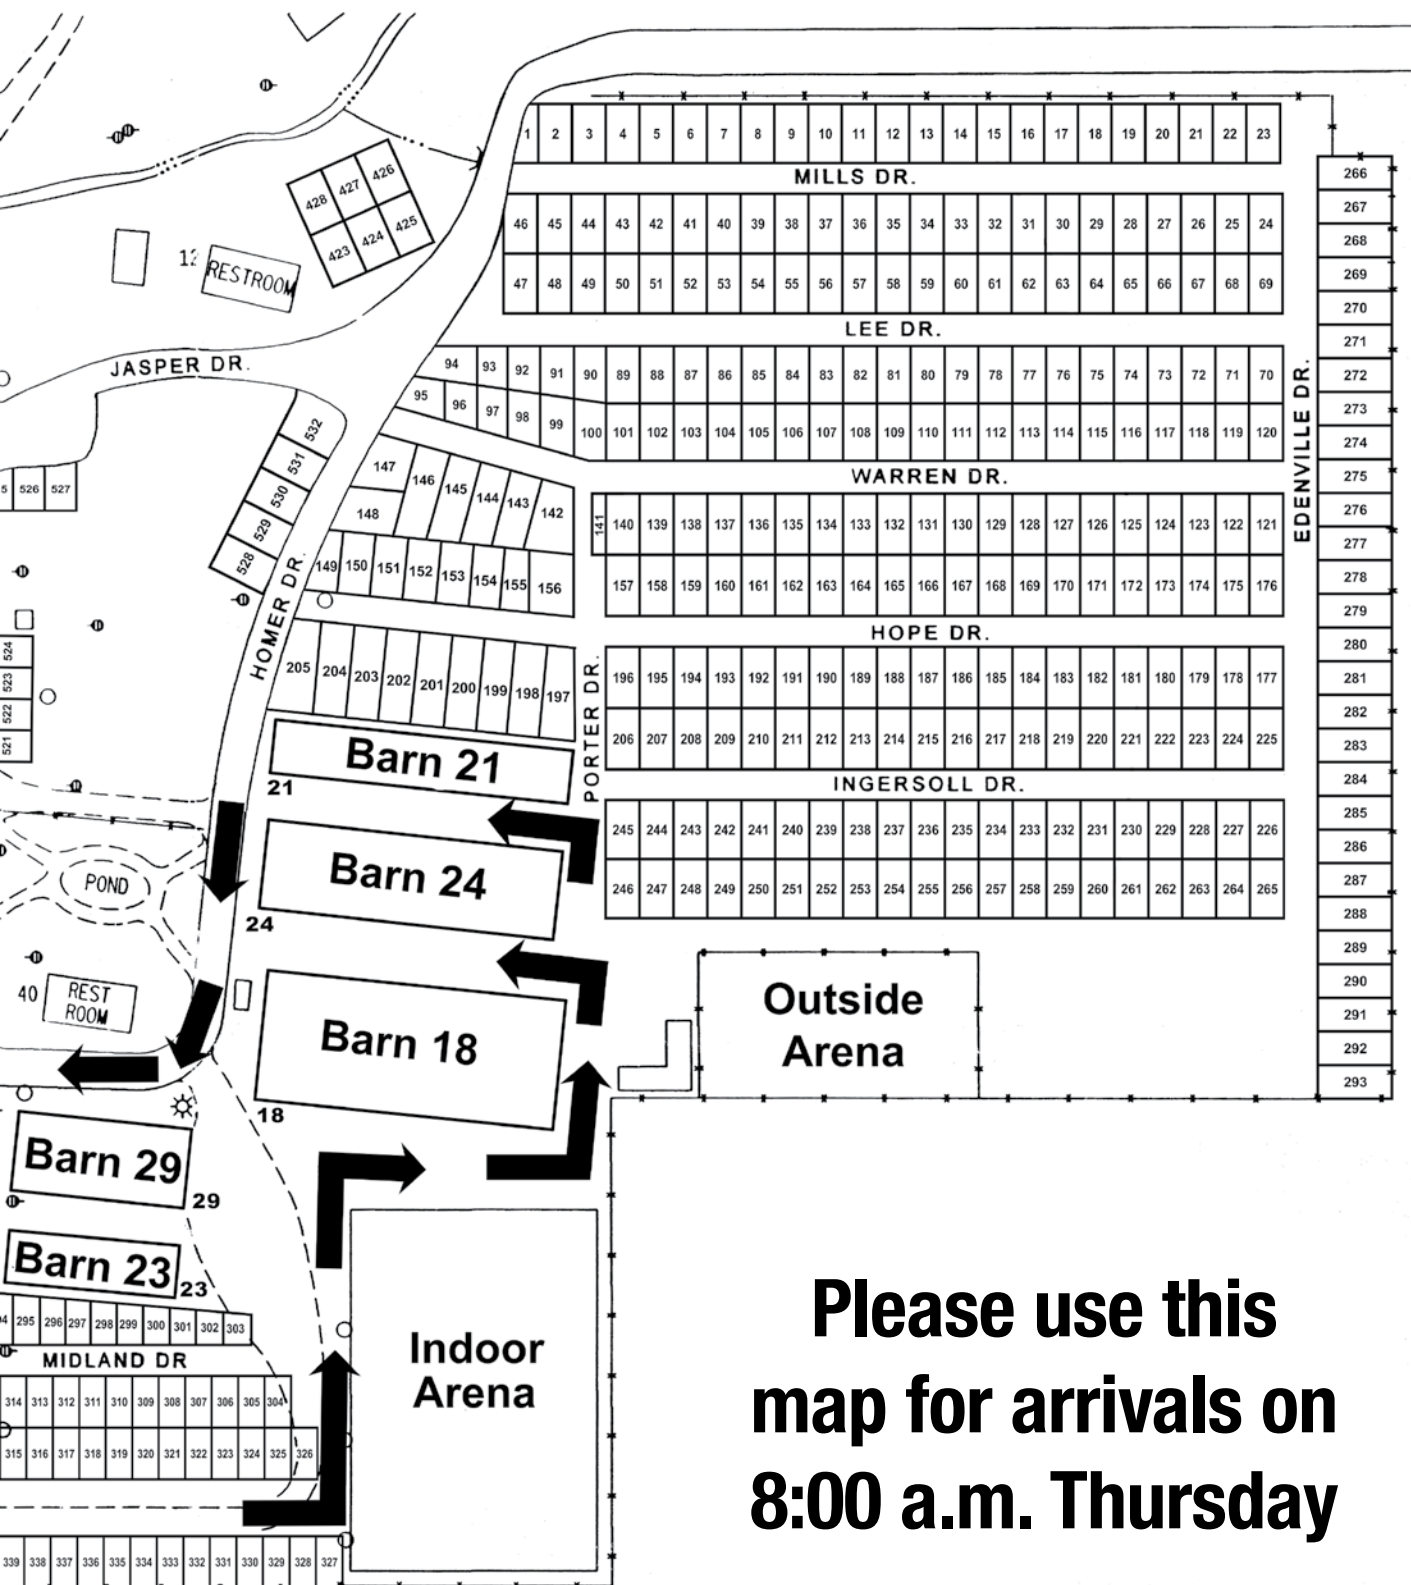 1 2 3 4 5 6 7 8 9 10 11 12 13 14 15 16 17 18 19 20 21 22 23
MILLS DR.
46 45 44 43 42 41 40 39 38 37 36 35 34 33 32 31 30 29 28 27 26 25 24
47 48 49 50 51 52 53 54 55 56 57 58 59 60 61 62 63 64 65 66 67 68 69
LEE DR.
94 93 92 91 90 89 88 87 86 85 84 83 82 81 80 79 78 77 76 75 74 73 72 71 70
95 96 97 98 99 100 101 102 103 104 105 106 107 108 109 110 111 112 113 114 115 116 117 118 119 120
WARREN DR.
141 140 139 138 137 136 135 134 133 132 131 130 129 128 127 126 125 124 123 122 121
157 158 159 160 161 162 163 164 165 166 167 168 169 170 171 172 173 174 175 176
HOPE DR.
196 195 194 193 192 191 190 189 188 187 186 185 184 183 182 181 180 179 178 177
206 207 208 209 210 211 212 213 214 215 216 217 218 219 220 221 222 223 224 225
INGERSOLL DR.
245 244 243 242 241 240 239 238 237 236 235 234 233 232 231 230 229 228 227 226
246 247 248 249 250 251 252 253 254 255 256 257 258 259 260 261 262 263 264 265
EDENVILLE DR.
266
267
268
269
270
271
272
273
274
275
276
277
278
279
280
281
282
283
284
285
286
287
288
289
290
291
292
293
428 427 426
423 424 425
12
RESTROOM
JASPER DR.
532
531
530
529
528
5 526 527
HOMER DR.
147 146 145 144 143 142
148
149 150 151 152 153 154 155 156
205 204 203 202 201 200 199 198 197
PORTER DR.
524
523
522
521
Barn 21
21
Barn 24
24
POND
40
REST
ROOM
Barn 18
18
Outside
Arena
Barn 29
29
Barn 23
23
4 295 296 297 298 299 300 301 302 303
MIDLAND DR
314 313 312 311 310 309 308 307 306 305 304
315 316 317 318 319 320 321 322 323 324 325 326
339 338 337 336 335 334 333 332 331 330 329 328 327
Indoor
Arena
Please use this
map for arrivals on
8:00 a.m. Thursday